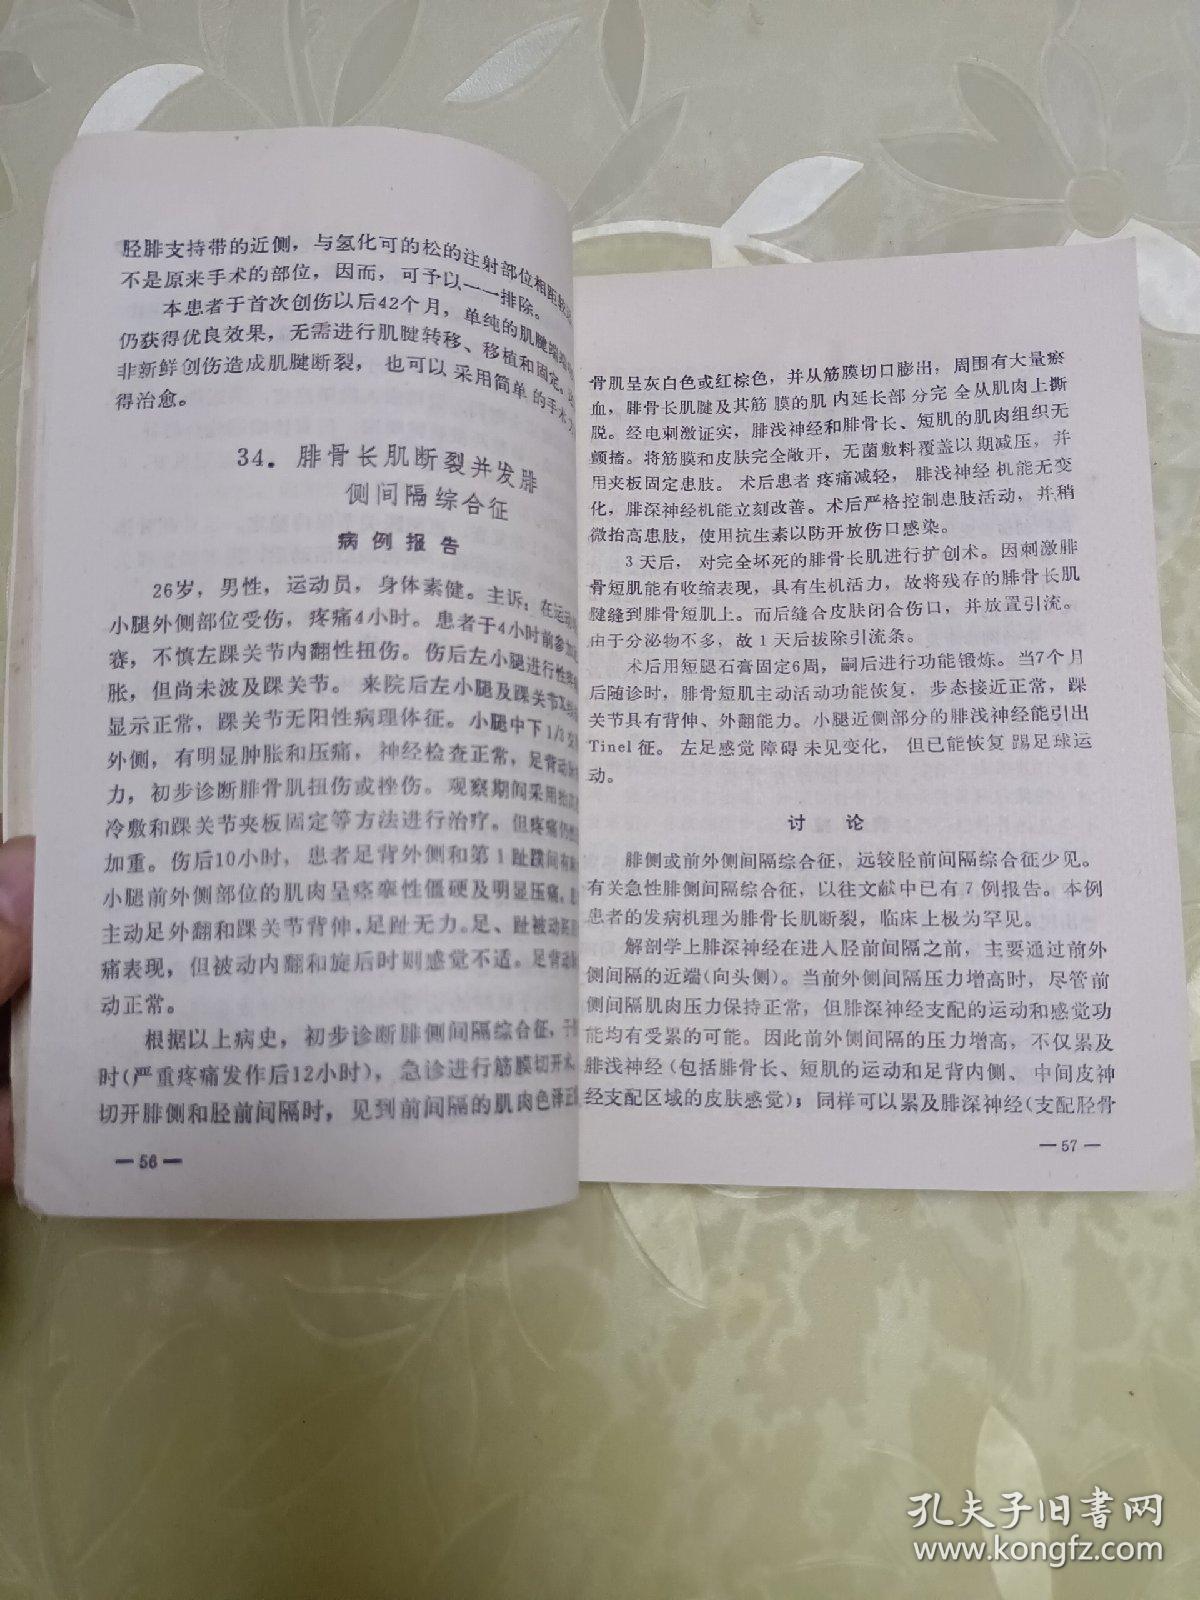 胫腓支持带的近侧，与氢化可的松的注射部位相距较
不是原来手术的部位，因而，可予以一一排除。
本患者于首次创伤以后42个月，单纯的肌腱端端
仍获得优良效果，无需进行肌腱转移、移植和固定。
非新鲜创伤造成肌腱断裂，也可以采用简单的手术
得治愈。
34．腓骨长肌断裂并发腓
侧间隔综合征
病例报告
26岁，男性，运动员，身体素健。主诉：在运动
小腿外侧部位受伤，疼痛4小时。患者于4小时前参加
赛，不慎左踝关节内翻性扭伤。伤后左小腿进行性疼
胀，但尚未波及踝关节。来院后左小腿及踝关节X线
显示正常，踝关节无阳性病理体征。小腿中下1/3
外侧，有明显肿胀和压痛，神经检查正常，足背动
力，初步诊断腓骨肌扭伤或挫伤。观察期间采用抬高
冷敷和踝关节夹板固定等方法进行治疗。但疼痛仍
加重。伤后10小时，患者足背外侧和第1趾蹼间有
小腿前外侧部位的肌肉呈痉挛性僵硬及明显压痛。
主动足外翻和踝关节背伸，足趾无力。足、趾被动
痛表现，但被动内翻和旋后时则感觉不适。足背动
动正常。
根据以上病史，初步诊断腓侧间隔综合征，于
时（严重疼痛发作后12小时），急诊进行筋膜切开术。
切开腓侧和胫前间隔时，见到前间隔的肌肉色泽正
— 56 —
骨肌呈灰白色或红棕色，并从筋膜切口膨出，周围有大量瘀
血，腓骨长肌腱及其筋膜的肌内延长部分完全从肌肉上撕
脱。经电刺激证实，腓浅神经和腓骨长、短肌的肌肉组织无
颤搐。将筋膜和皮肤完全敞开，无菌敷料覆盖以期减压，并
用夹板固定患肢。术后患者疼痛减轻，腓浅神经机能无变
化，腓深神经机能立刻改善。术后严格控制患肢活动，并稍
微抬高患肢，使用抗生素以防开放伤口感染。
3天后，对完全坏死的腓骨长肌进行扩创术。因刺激腓
骨短肌能有收缩表现，具有生机活力，故将残存的腓骨长肌
腱缝到腓骨短肌上。而后缝合皮肤闭合伤口，并放置引流。
由于分泌物不多，故1天后拔除引流条。
术后用短腿石膏固定6周，嗣后进行功能锻炼。当7个月
后随诊时，腓骨短肌主动活动功能恢复，步态接近正常，踝
关节具有背伸、外翻能力。小腿近侧部分的腓浅神经能引出
Tinel征。左足感觉障碍未见变化，但已能恢复踢足球运
动。
讨论
腓侧或前外侧间隔综合征，远较胫前间隔综合征少见。
有关急性腓侧间隔综合征，以往文献中已有7例报告。本例
患者的发病机理为腓骨长肌断裂，临床上极为罕见。
解剖学上腓深神经在进入胫前间隔之前，主要通过前外
侧间隔的近端（向头侧）。当前外侧间隔压力增高时，尽管前
侧间隔肌肉压力保持正常，但腓深神经支配的运动和感觉功
能均有受累的可能。因此前外侧间隔的压力增高，不仅累及
腓浅神经（包括腓骨长、短肌的运动和足背内侧、中间皮神
经支配区域的皮肤感觉）；同样可以累及腓深神经（支配胫骨
— 57 —
孔夫子旧书网
www.kongfz.com